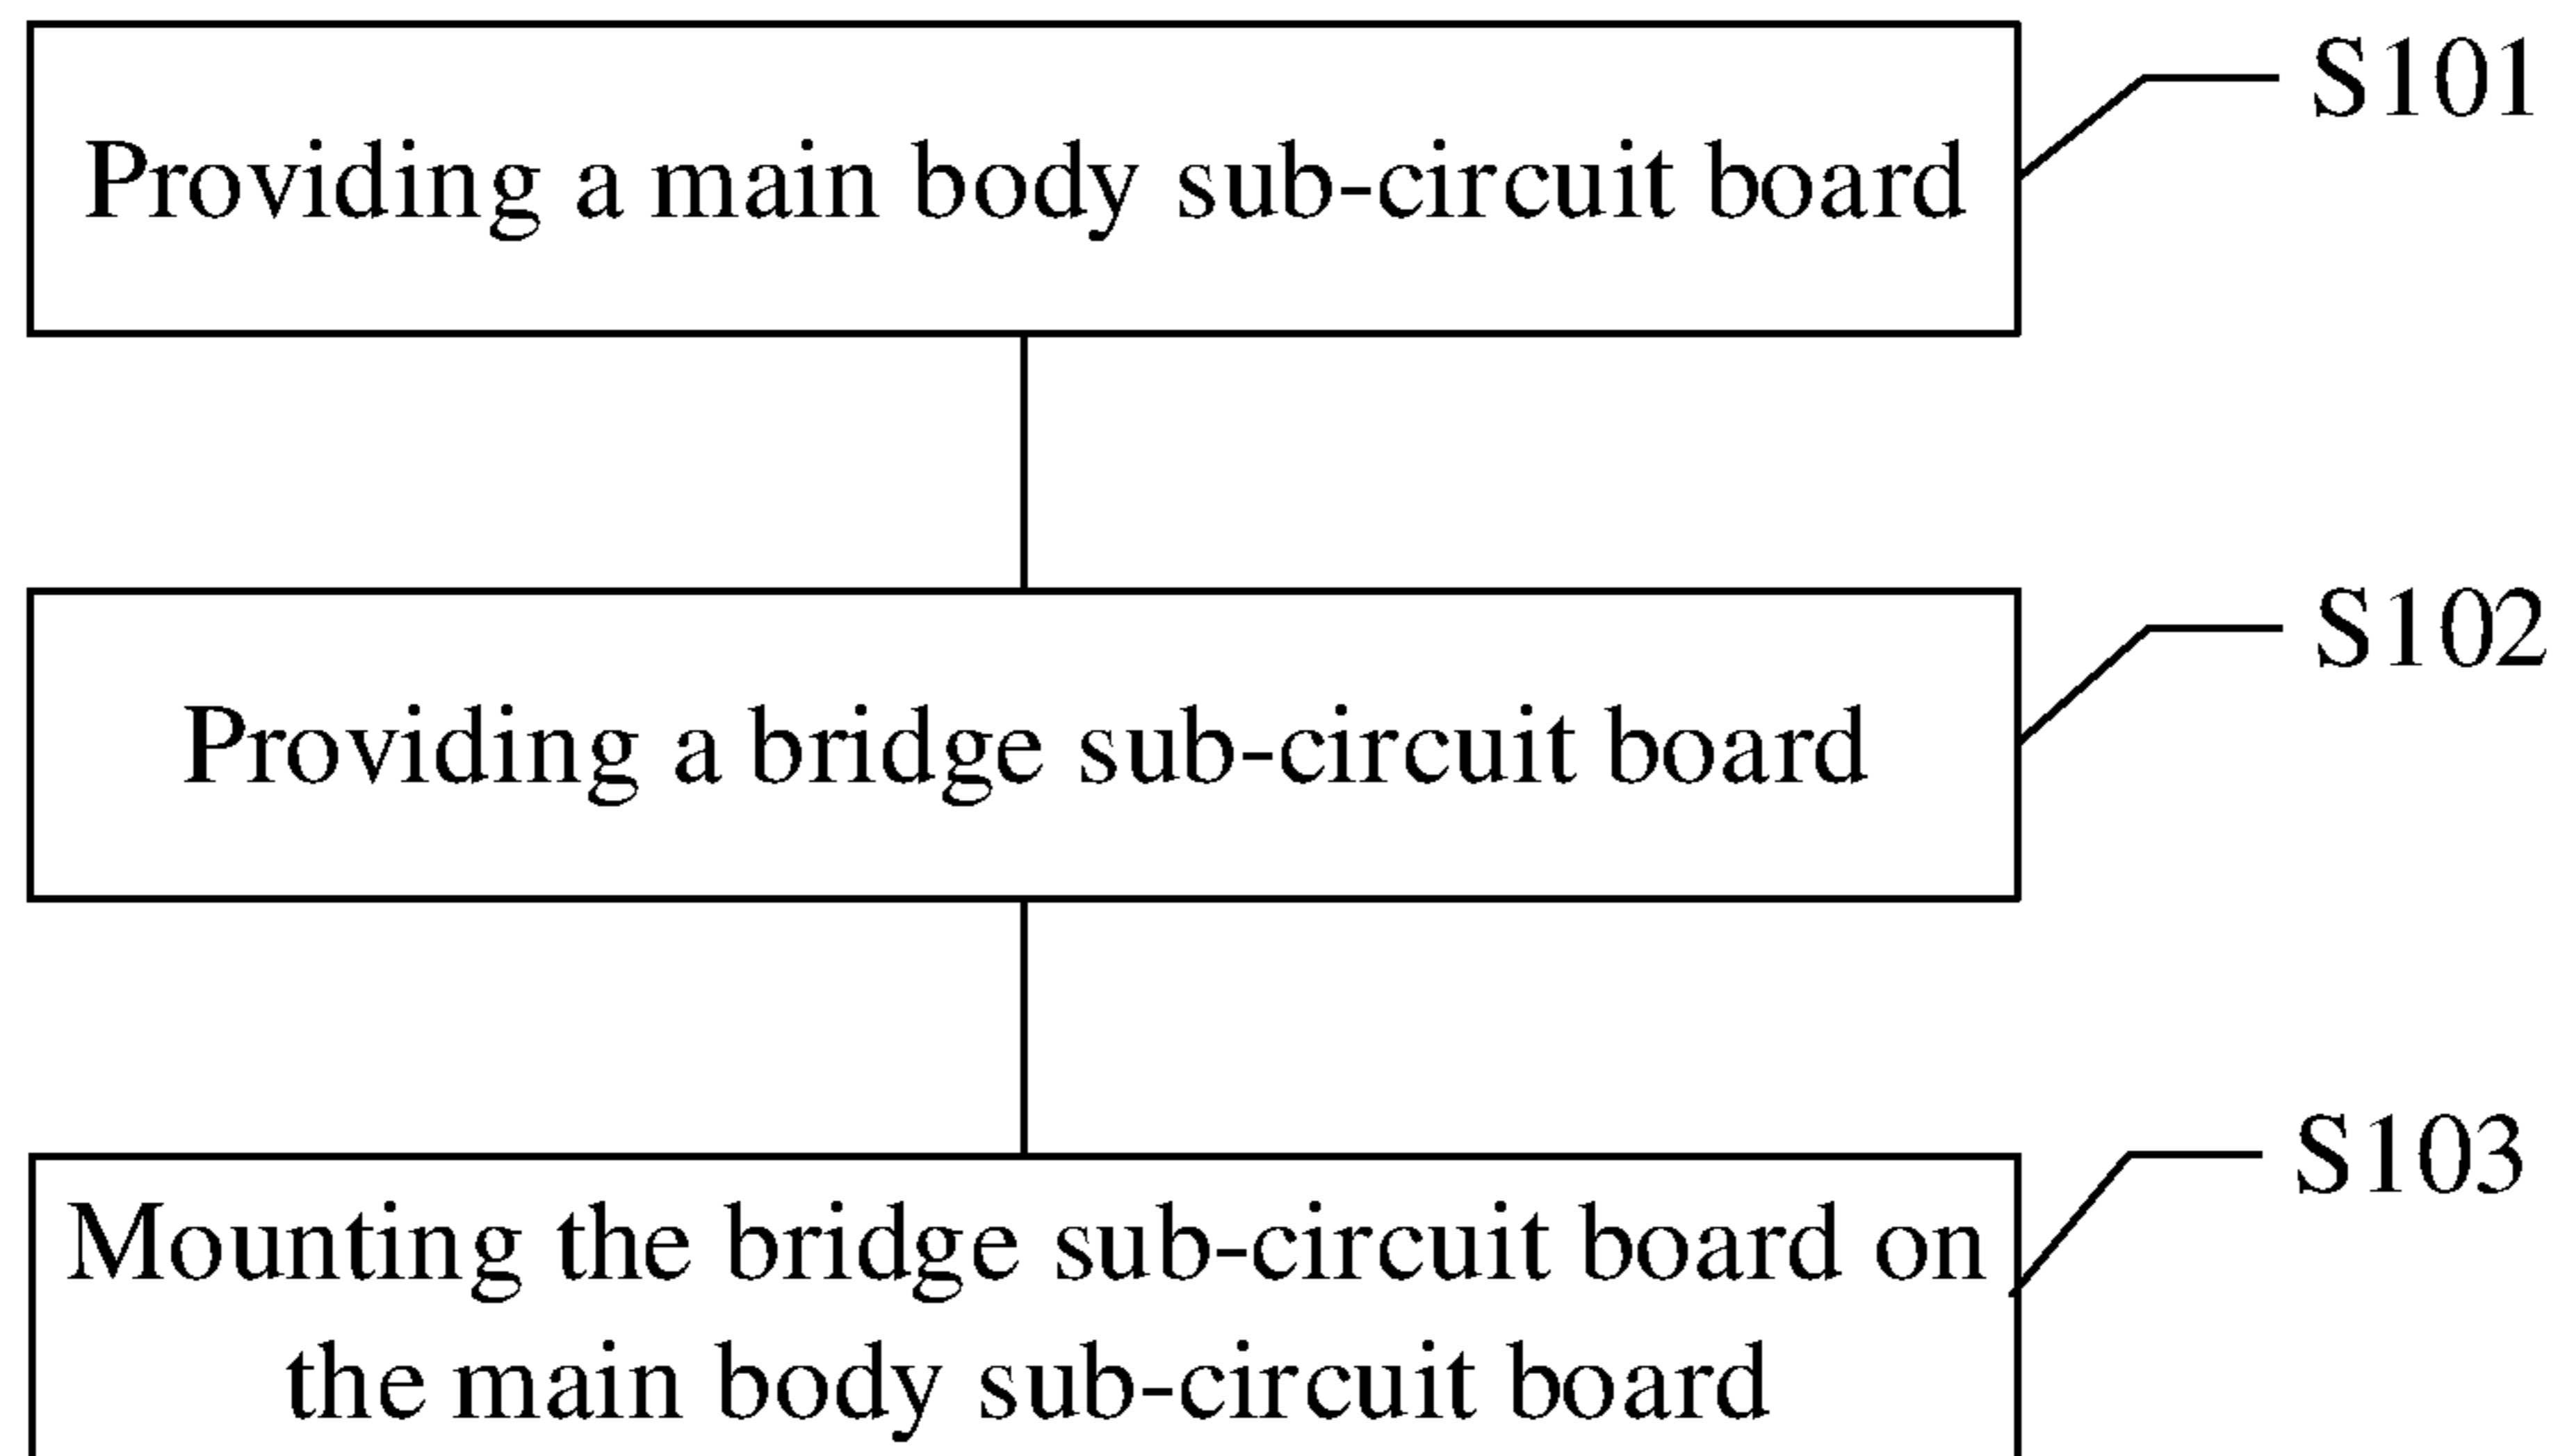 Providing a main body sub-circuit board
S101
Providing a bridge sub-circuit board
S102
Mounting the bridge sub-circuit board on
the main body sub-circuit board
S103